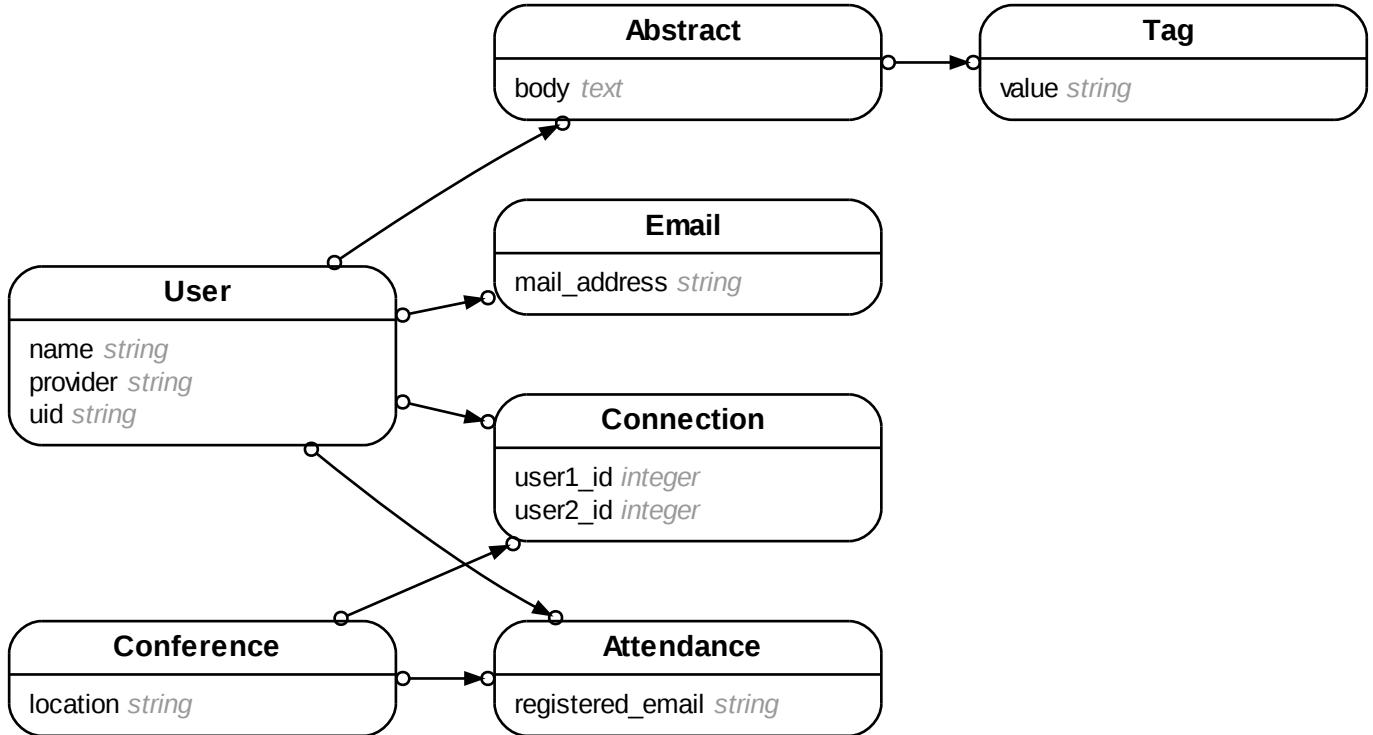 Abstract
body text
Tag
value string
Email
mail_address string
User
name string
provider string
uid string
Connection
user1_id integer
user2_id integer
Conference
location string
Attendance
registered_email string